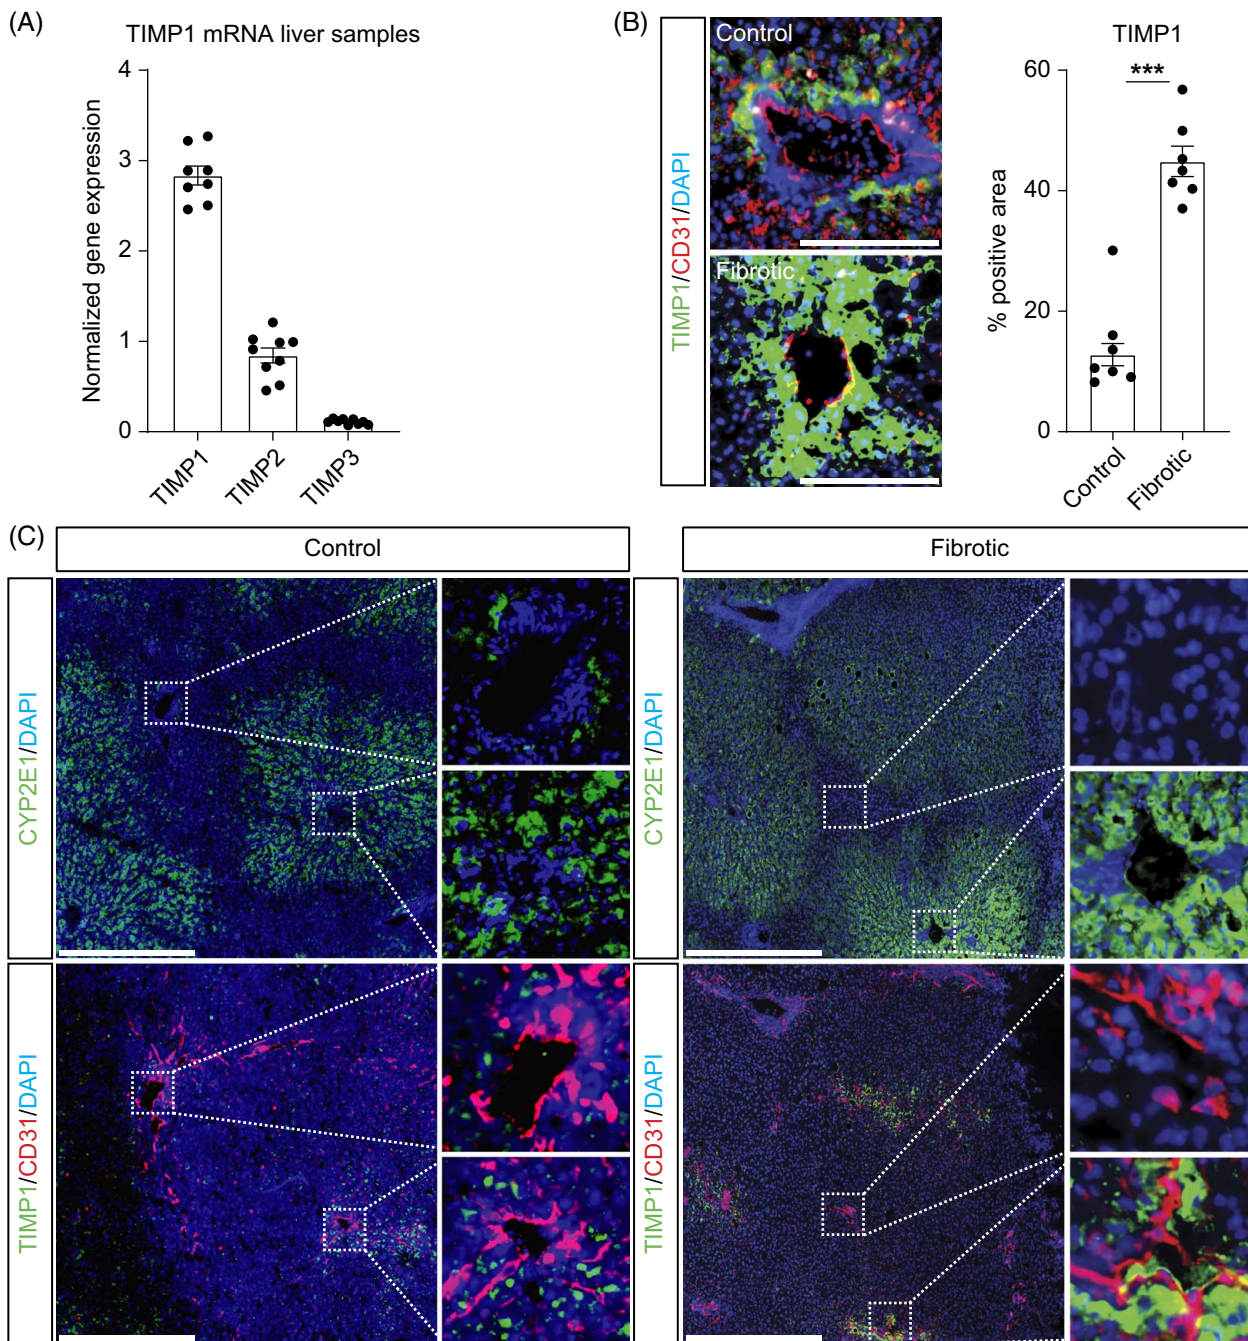 (A)
TIMP1 mRNA liver samples
Normalized gene expression
4
3
2
1
0
TIMP1
TIMP2
TIMP3
(B)
TIMP1/CD31/DAPI
Control
Fibrotic
TIMP1
% positive area
60
40
20
0
***
Control
Fibrotic
(C)
Control
Fibrotic
CYP2E1/DAPI
CYP2E1/DAPI
TIMP1/CD31/DAPI
TIMP1/CD31/DAPI